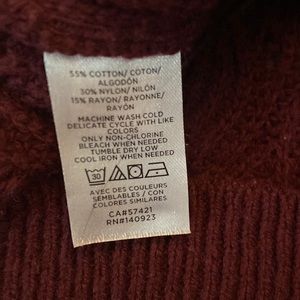 55% COTTON/ COTON/
ALGODÓN
30% NYLON/ NILÓN
15% RAYON/ RAYONNE/
RAYÓN
MACHINE WASH COLD
DELICATE CYCLE WITH LIKE
COLORS
ONLY NON-CHLORINE
BLEACH WHEN NEEDED
TUMBLE DRY LOW
COOL IRON WHEN NEEDED
30
AVEC DES COULEURS
SEMBLABLES / CON
COLORES SIMILARES
CA#57421
RN#140923